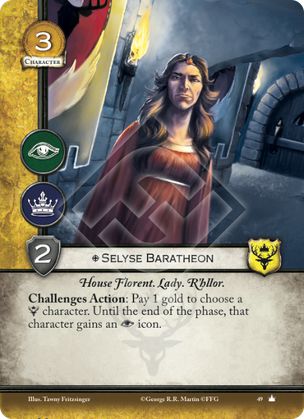 3
CHARACTER
2
SELYSE BARATHEON
House Florent. Lady. R'hllor.
Challenges Action: Pay 1 gold to choose a
character. Until the end of the phase, that
character gains an icon.
Illus. Tawny Fritzsinger ©George R.R. Martin ©FFG 49